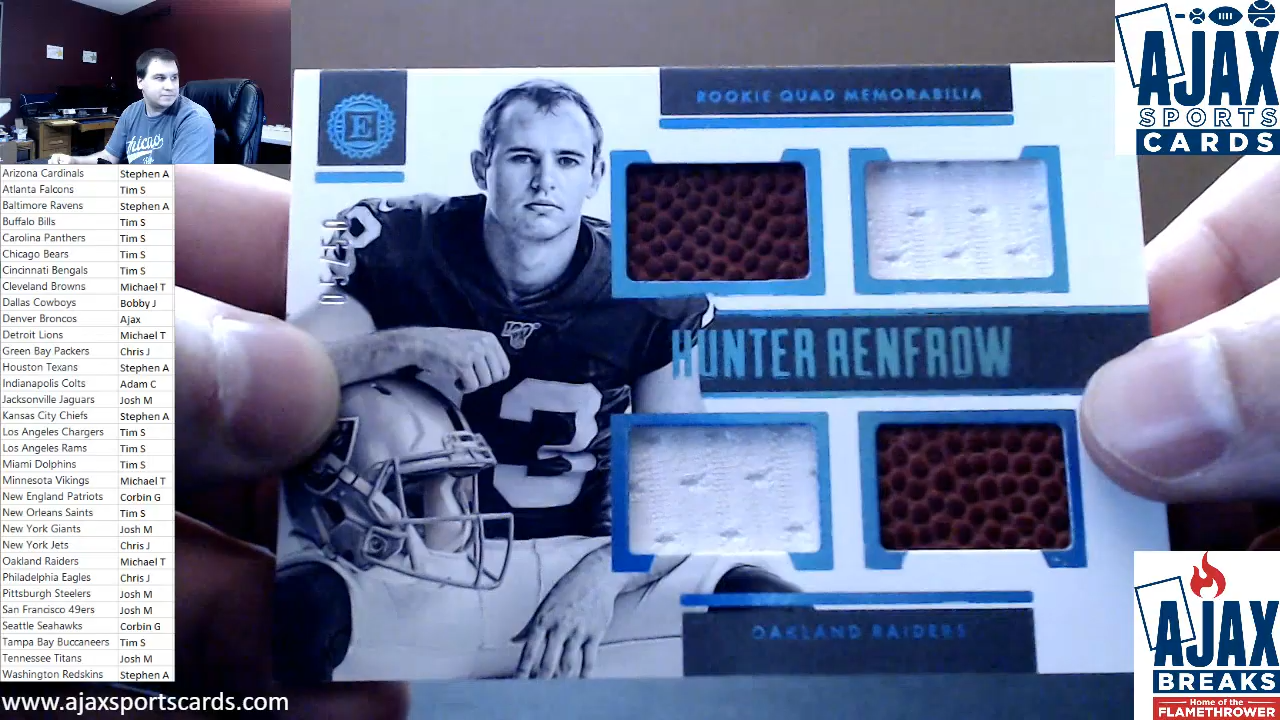 Arizona Cardinals Stephen A
Atlanta Falcons Tim S
Baltimore Ravens Stephen A
Buffalo Bills Tim S
Carolina Panthers Tim S
Chicago Bears Tim S
Cincinnati Bengals Tim S
Cleveland Browns Michael T
Dallas Cowboys Bobby J
Denver Broncos Ajax
Detroit Lions Michael T
Green Bay Packers Chris J
Houston Texans Stephen A
Indianapolis Colts Adam C
Jacksonville Jaguars Josh M
Kansas City Chiefs Stephen A
Los Angeles Chargers Tim S
Los Angeles Rams Tim S
Miami Dolphins Tim S
Minnesota Vikings Michael T
New England Patriots Corbin G
New Orleans Saints Tim S
New York Giants Josh M
New York Jets Chris J
Oakland Raiders Michael T
Philadelphia Eagles Chris J
Pittsburgh Steelers Josh M
San Francisco 49ers Josh M
Seattle Seahawks Corbin G
Tampa Bay Buccaneers Tim S
Tennessee Titans Josh M
Washington Redskins Stephen A
www.ajaxsportscards.com
E
ROOKIE QUAD MEMORABILIA
HUNTER RENFROW
3
100
OAKLAND RAIDERS
AJAX
SPORTS
CARDS
AJAX
BREAKS
Home of the
FLAMETHROWER